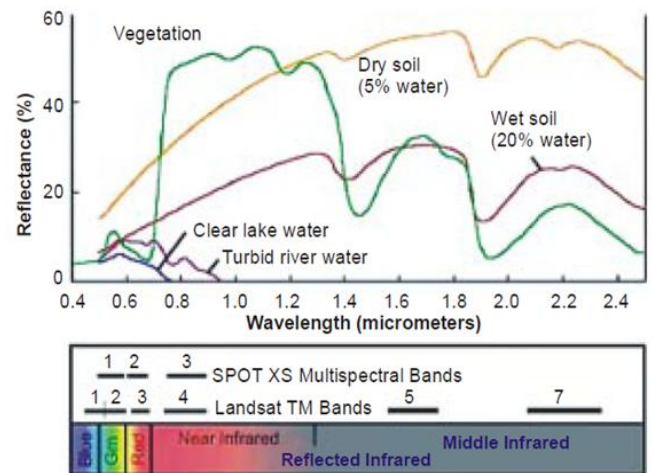 60
Vegetation
Dry soil
(5% water)
40
Wet soil
(20% water)
Reflectance (%)
20
Clear lake water
Turbid river water
0
0.4 0.6 0.8 1.0 1.2 1.4 1.6 1.8 2.0 2.2 2.4
Wavelength (micrometers)
1 2 3
SPOT XS Multispectral Bands
1 2 3 4 5 7
Landsat TM Bands
Blue Grn Red Near Infrared Middle Infrared
Reflected Infrared